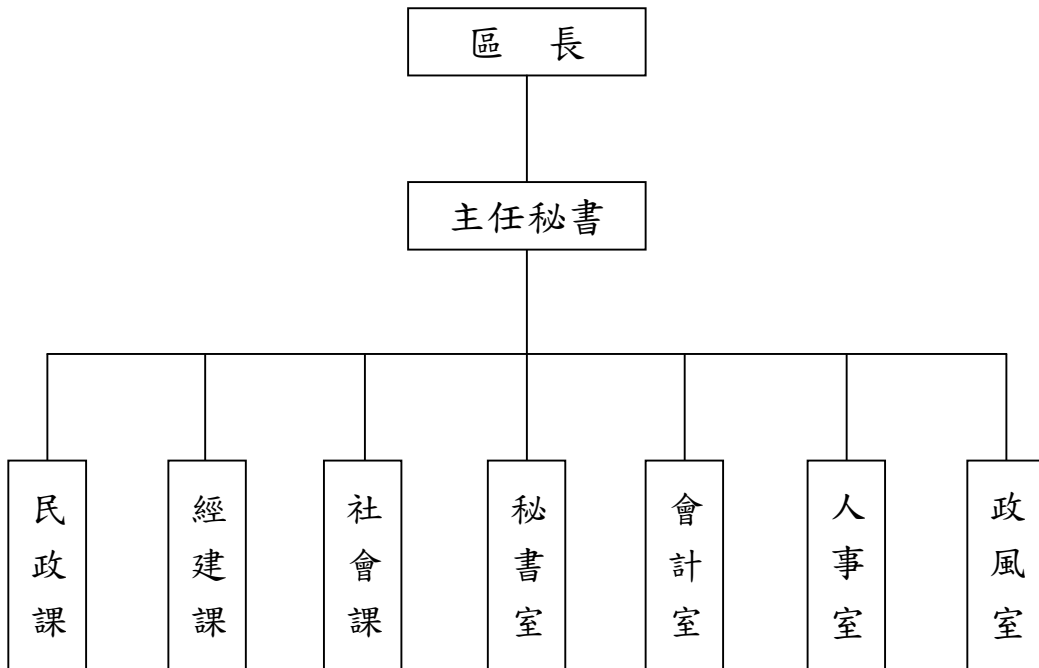 區　長
主任秘書
民政課
經建課
社會課
秘書室
會計室
人事室
政風室